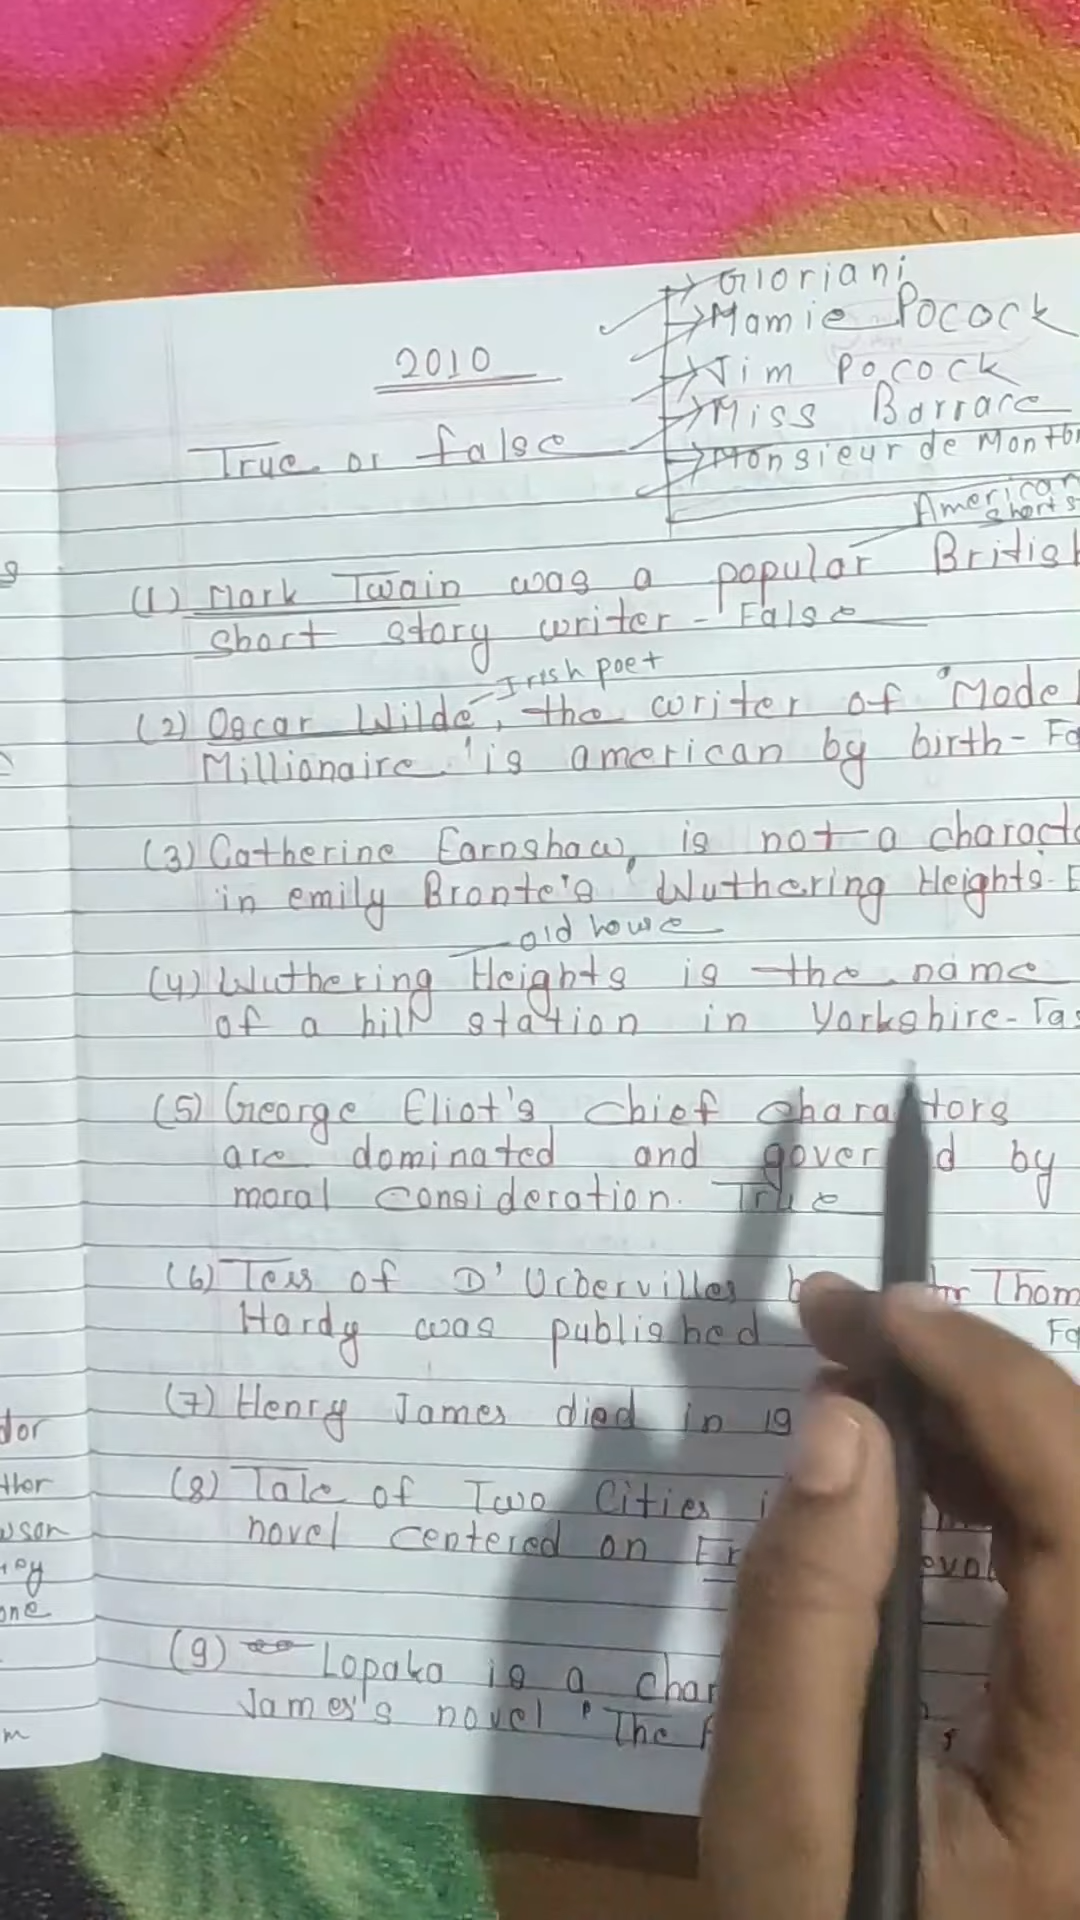 Gloriani
Mamie Pocock
2010
Jim Pocock
Miss Barrace
True or false
Monsieur de
American
shorts
(1) Mark Twain was a popular British
short story writer - False
Irish poet
(2) Oscar Wilde, the writer of 'Model
Millionaire' is american by birth -
(3) Catherine Earnshaw, is not a
in emily Bronte's 'Wuthering Heights -
old house
(4) Wuthering Heights is the name
of a hill station in Yorkshire -
(5) George Eliot's chief
are dominated and by
moral consideration. True
(6) Tess of D'Urbervilles
Hardy was published
(7) Henry James died in 19
(8) Tale of Two Cities
novel centered on
(9) Lopaka is a
James's novel "The